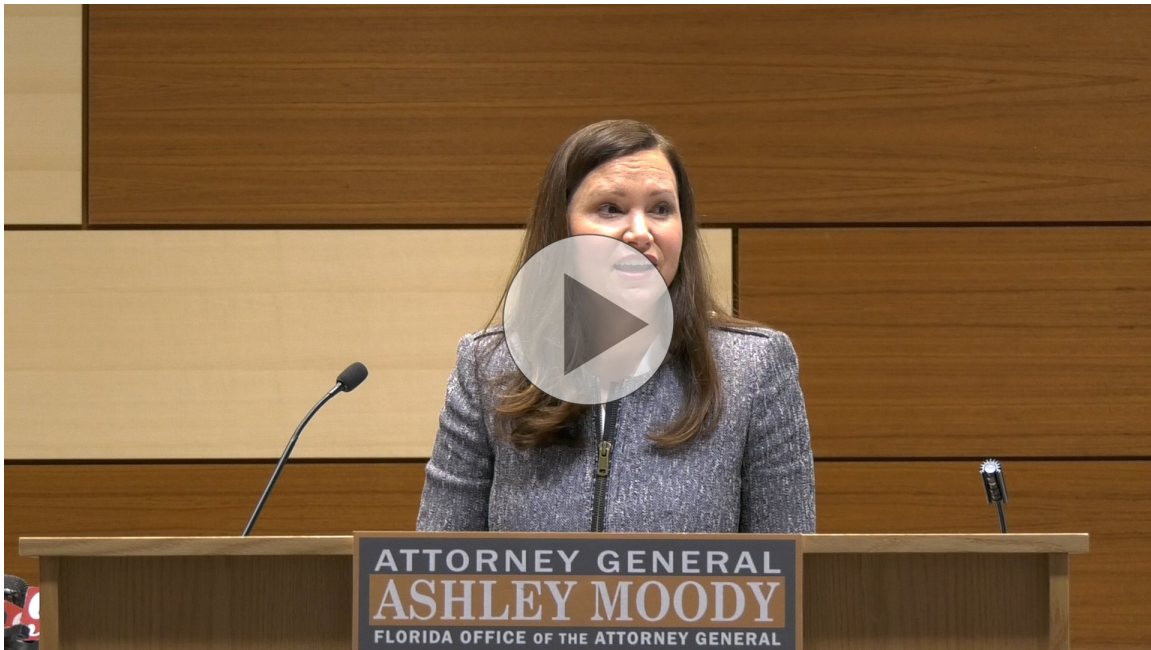 ATTORNEY GENERAL
ASHLEY MOODY
FLORIDA OFFICE OF THE ATTORNEY GENERAL